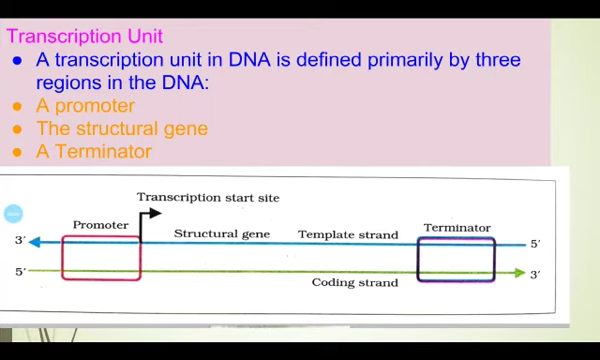 Transcription Unit
A transcription unit in DNA is defined primarily by three
regions in the DNA:
A promoter
The structural gene
A Terminator
Transcription start site
Promoter
Structural gene
Template strand
Terminator
3′
5′
5′
3′
Coding strand